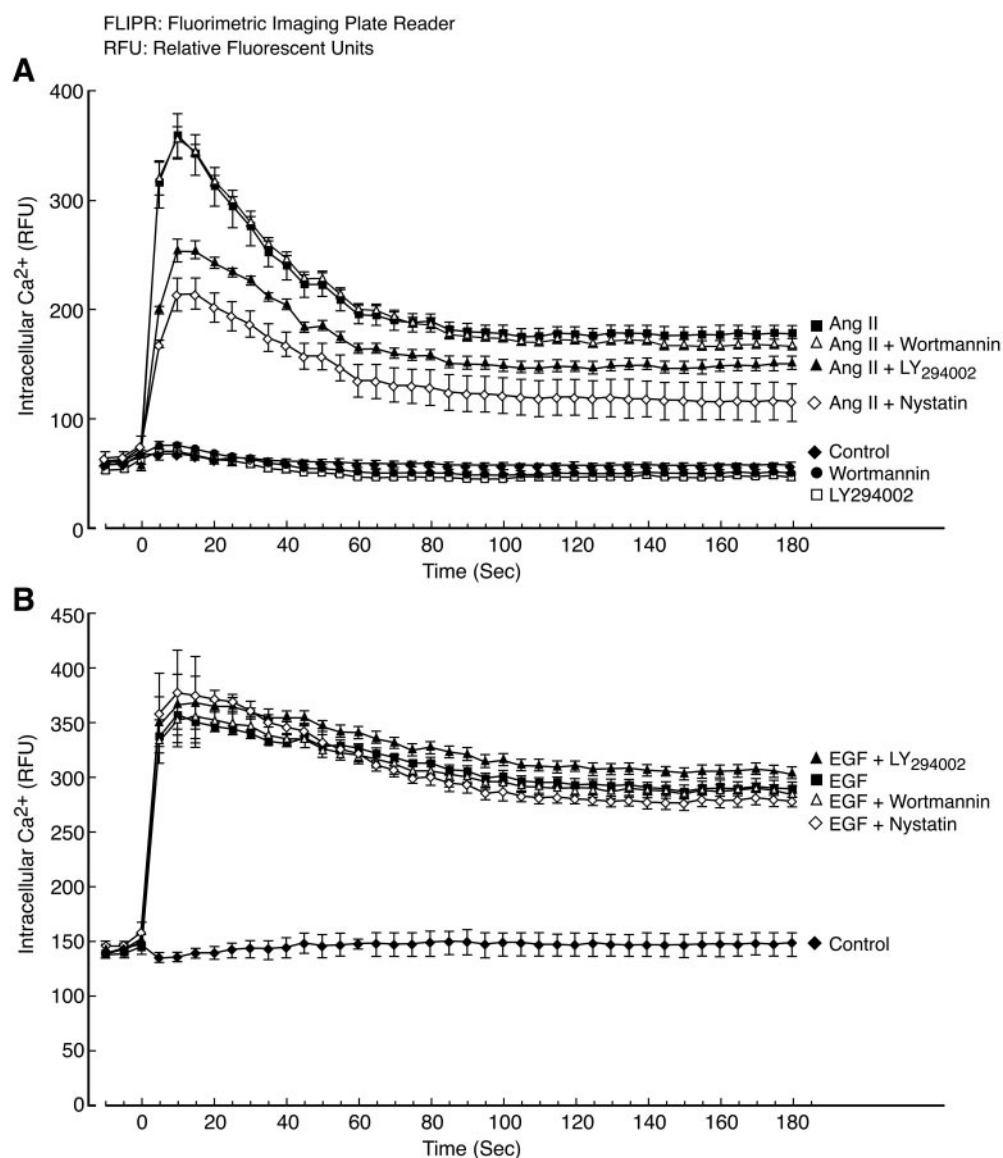 FLIPR: Fluorimetric Imaging Plate Reader
RFU: Relative Fluorescent Units
A
400
300
200
100
0
Intracellular Ca2+ (RFU)
0 20 40 60 80 100 120 140 160 180
Time (Sec)
Ang II
Ang II + Wortmannin
Ang II + LY294002
Ang II + Nystatin
Control
Wortmannin
LY294002
B
450
400
350
300
250
200
150
100
50
0
Intracellular Ca2+ (RFU)
0 20 40 60 80 100 120 140 160 180
Time (Sec)
EGF + LY294002
EGF
EGF + Wortmannin
EGF + Nystatin
Control